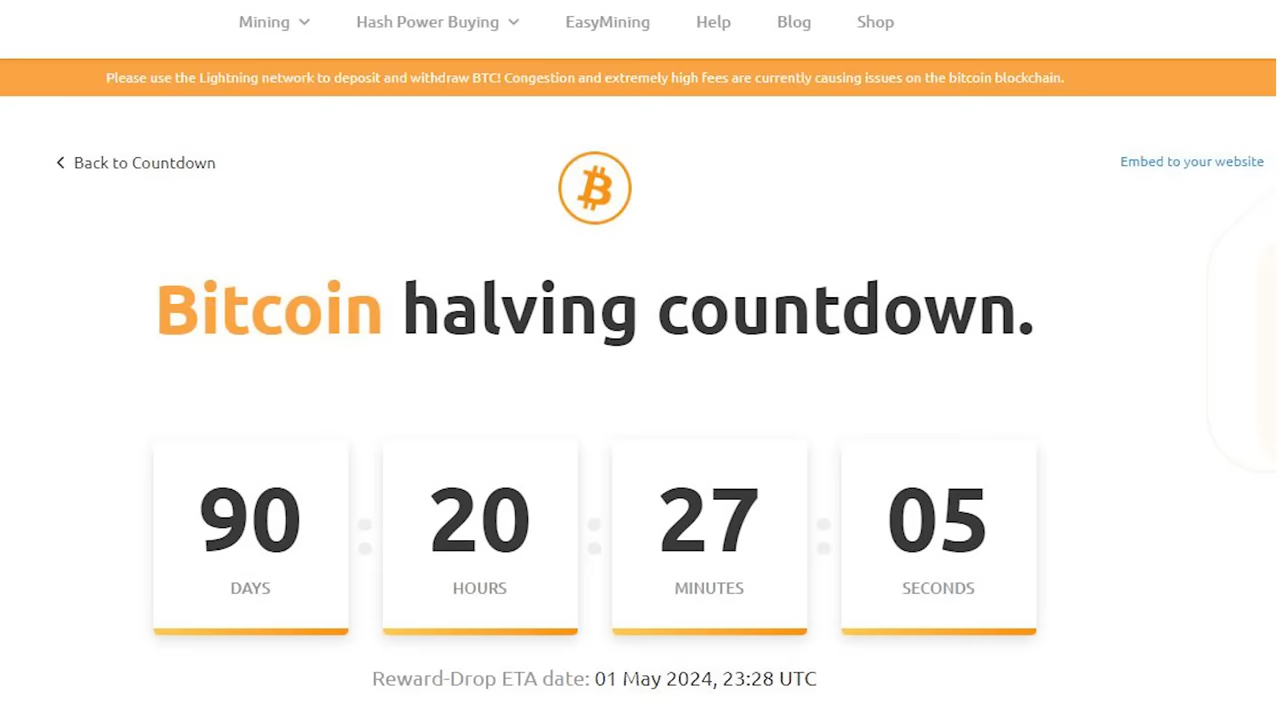 Mining Hash Power Buying EasyMining Help Blog Shop
Please use the Lightning network to deposit and withdraw BTC! Congestion and extremely high fees are currently causing issues on the bitcoin blockchain.
Back to Countdown
Embed to your website
Bitcoin halving countdown.
90 : 20 : 27 : 05
DAYS HOURS MINUTES SECONDS
Reward-Drop ETA date: 01 May 2024, 23:28 UTC